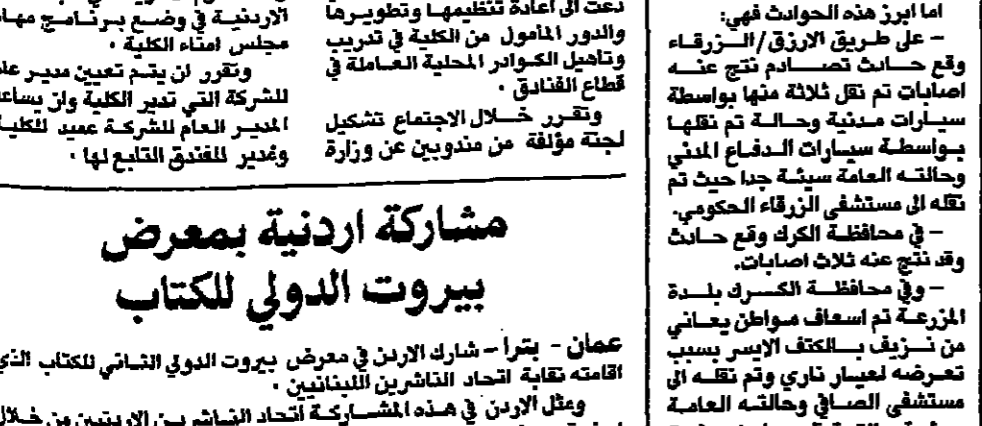 اما ابرز هذه الحوادث فهي:
– على طريق الارزق/الزرقاء
وقع حادث تصادم نتج عنه
اصابات تم نقل ثلاثة منها بواسطة
سيارات مدنية وحالة تم نقلها
بواسطة سيارات الدفاع المدني
وحالته العامة سيئة جدا حيث تم
نقله الى مستشفى الزرقاء الحكومي.
– في محافظة الكرك وقع حادث
وقد نتج عنه ثلاث اصابات.
– وفي محافظة الكرك بلدة
المزرعة تم اسعاف مواطن يعاني
من نزيف بالكتف الايسر بسبب
تعرضه لعيار ناري وتم نقله الى
مستشفى الصافي وحالته العامة
دعت الى اعادة تنظيمها وتطويرها
والدور المأمول من الكلية في تدريب
وتاهيل الكوادر المحلية العاملة في
قطاع الفنادق .
وتقرر خلال الاجتماع تشكيل
لجنة مؤلفة من مندوبين عن وزارة
الاردنية في وضع برنامج مها
مجلس امناء الكلية .
وتقرر ان يتم تعيين مدير عا
للشركة التي تدير الكلية وان يساعد
المدير العام للشركة عميد للكلية
ومدير للفندق التابع لها .
مشاركة اردنية بمعرض
بيروت الدولي للكتاب
عمان - بترا – شارك الاردن في معرض بيروت الدولي الثاني للكتاب الذي
اقامته نقابة اتحاد الناشرين اللبنانيين .
ومثل الاردن في هذه المشاركة اتحاد الناشرين الاردنيين من خلال